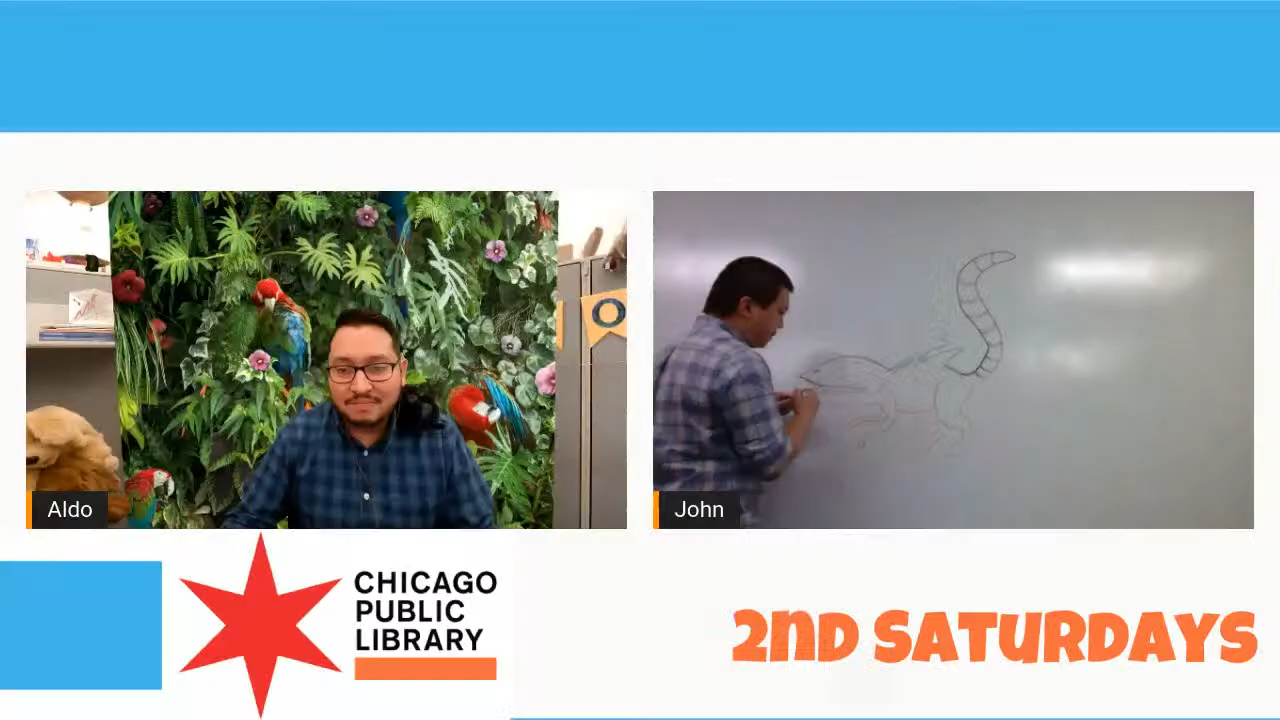 O
Aldo
John
CHICAGO
PUBLIC
LIBRARY
2nd SATURDAYS